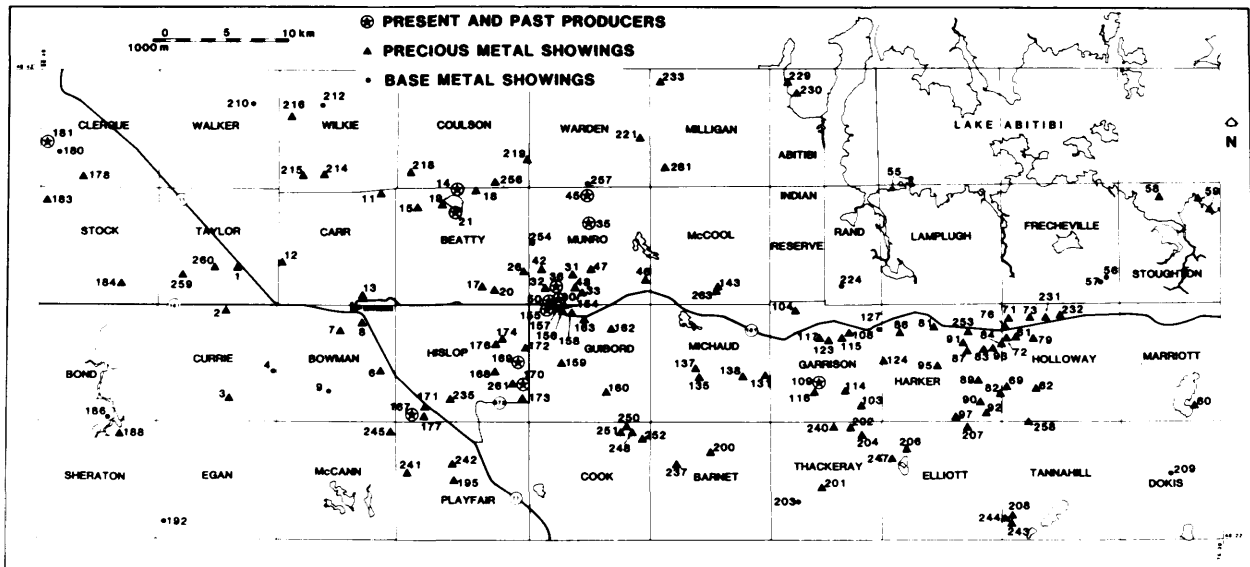 PRESENT AND PAST PRODUCERS
0 5 10 km
1000 m
PRECIOUS METAL SHOWINGS
BASE METAL SHOWINGS
233
229
230
210
212
216
CLERGUE
WALKER
WILKIE
COULSON
WARDEN
MILLIGAN
LAKE ABITIBI
181
180
221
ABITIBI
N
219
215
214
218
261
178
256
257
55
183
14
18
45
58
59
11
15
21
35
INDIAN
STOCK
TAYLOR
CARR
BEATTY
MUNRO
McCOOL
RESERVE
RAND
LAMPLUGH
FRECHEVILLE
254
260
12
26
42
31
47
STOUGHTON
259
1
46
56
57
184
17
20
32
143
263
224
13
104
231
2
71
73
232
8
7
174
157
163
162
127
81
253
76
176
172
156
158
117
123
108
115
86
91
84
79
CURRIE
BOWMAN
HISLOP
GUIBORD
MICHAUD
87
83
72
169
159
GARRISON
124
95
HOLLOWAY
MARRIOTT
BOND
4
6
168
137
138
131
109
HARKER
170
135
89
69
9
261
160
116
114
82
3
235
173
103
90
60
171
92
186
167
177
250
97
188
245
251
248
252
240
202
204
207
258
242
200
206
241
247
209
SHERATON
EGAN
McCANN
COOK
237
BARNET
THACKERAY
ELLIOTT
TANNAHILL
DOKIS
195
201
PLAYFAIR
203
208
192
244
243